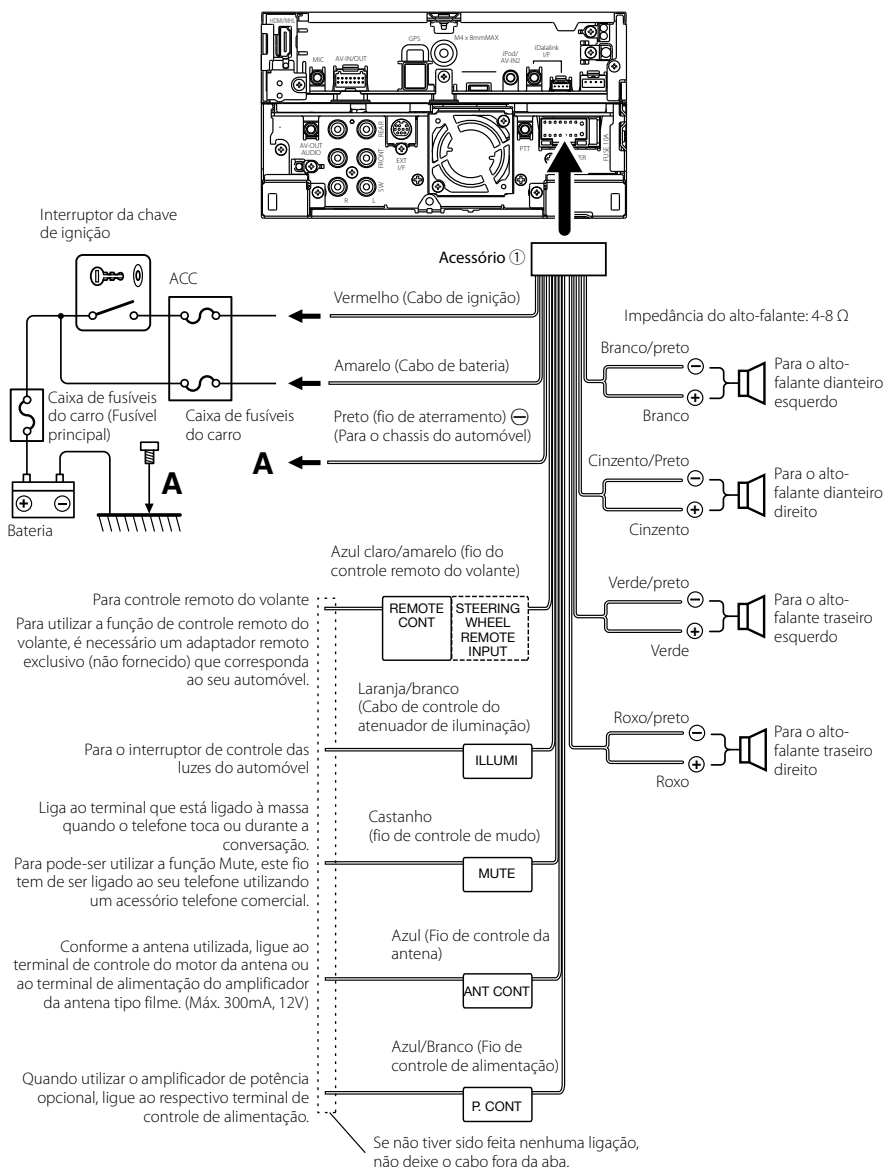 HDMI/MHL
MIC
AV-IN/OUT
GPS
M4 x 8mmMAX
iPod/
AV-IN2
iDatalink
I/F
AV-OUT
AUDIO
REAR
FRONT
SW
R
L
EXT
I/F
PTT
FUSE 10A
Interruptor da chave
de ignição
ACC
Acessório ①
Vermelho (Cabo de ignição)
Impedância do alto-falante: 4-8 Ω
Amarelo (Cabo de bateria)
Caixa de fusíveis
do carro (Fusível
principal)
Caixa de fusíveis
do carro
Preto (fio de aterramento) ⊖
(Para o chassis do automóvel)
A
A
Bateria
Branco/preto
Branco
Para o alto-
falante dianteiro
esquerdo
Cinzento/Preto
Cinzento
Para o alto-
falante dianteiro
direito
Verde/preto
Verde
Para o alto-
falante traseiro
esquerdo
Roxo/preto
Roxo
Para o alto-
falante traseiro
direito
Azul claro/amarelo (fio do
controle remoto do volante)
Para controle remoto do volante
Para utilizar a função de controle remoto do
volante, é necessário um adaptador remoto
exclusivo (não fornecido) que corresponda
ao seu automóvel.
REMOTE
CONT
STEERING
WHEEL
REMOTE
INPUT
Laranja/branco
(Cabo de controle do
atenuador de iluminação)
Para o interruptor de controle das
luzes do automóvel
ILLUMI
Liga ao terminal que está ligado à massa
quando o telefone toca ou durante a
conversação.
Para pode-ser utilizar a função Mute, este fio
tem de ser ligado ao seu telefone utilizando
um acessório telefone comercial.
Castanho
(fio de controle de mudo)
MUTE
Conforme a antena utilizada, ligue ao
terminal de controle do motor da antena ou
ao terminal de alimentação do amplificador
da antena tipo filme. (Máx. 300mA, 12V)
Azul (Fio de controle da
antena)
ANT CONT
Azul/Branco (Fio de
controle de alimentação)
Quando utilizar o amplificador de potência
opcional, ligue ao respectivo terminal de
controle de alimentação.
P. CONT
Se não tiver sido feita nenhuma ligação,
não deixe o cabo fora da aba.